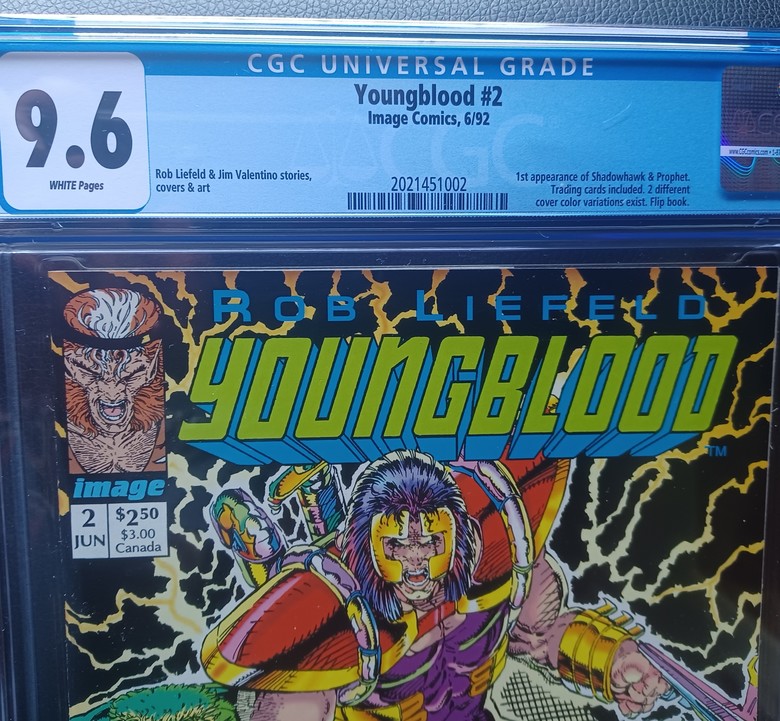 CGC UNIVERSAL GRADE
9.6
WHITE Pages
Youngblood #2
Image Comics, 6/92
Rob Liefeld & Jim Valentino stories,
covers & art
2021451002
1st appearance of Shadowhawk & Prophet.
Trading cards included. 2 different
cover color variations exist. Flip book.
CGC
ROB LIEFELD
YOUNGBLOOD
TM
image
2
JUN
$2.50
$3.00
Canada